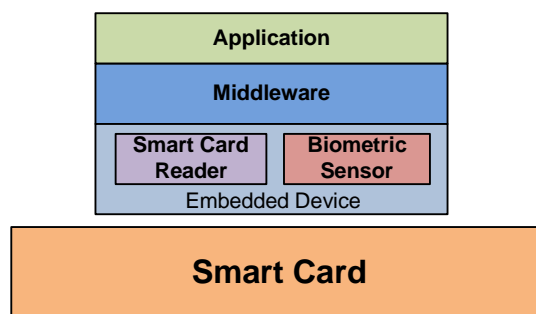 Application
Middleware
Smart Card
Reader
Biometric
Sensor
Embedded Device
Smart Card